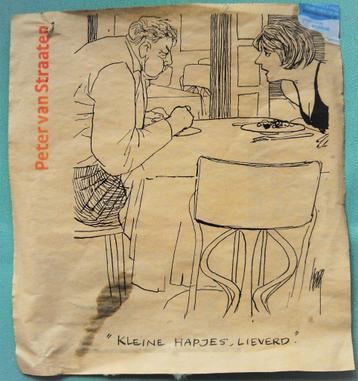 Peter van Straaten
"KLEINE HAPJES, LIEVERD."